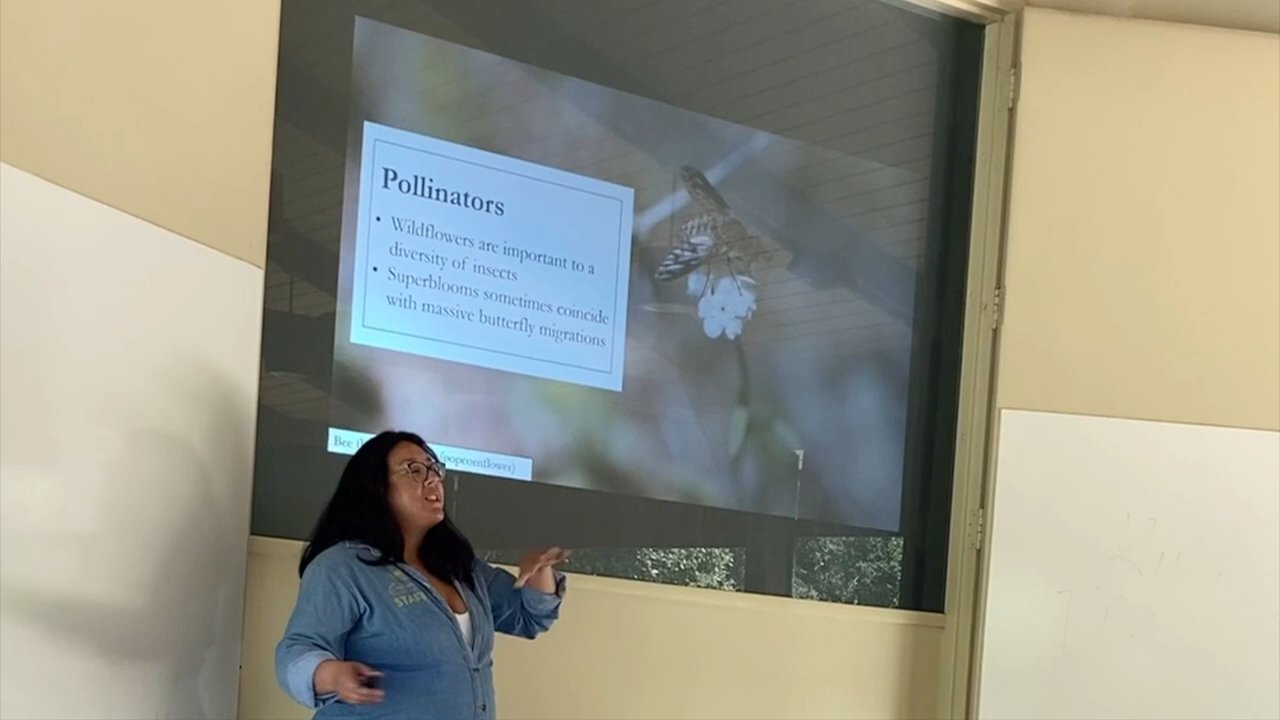 Pollinators
• Wildflowers are important to a
diversity of insects
• Superblooms sometimes coincide
with massive butterfly migrations
Bee (popcornflower)
STAFF